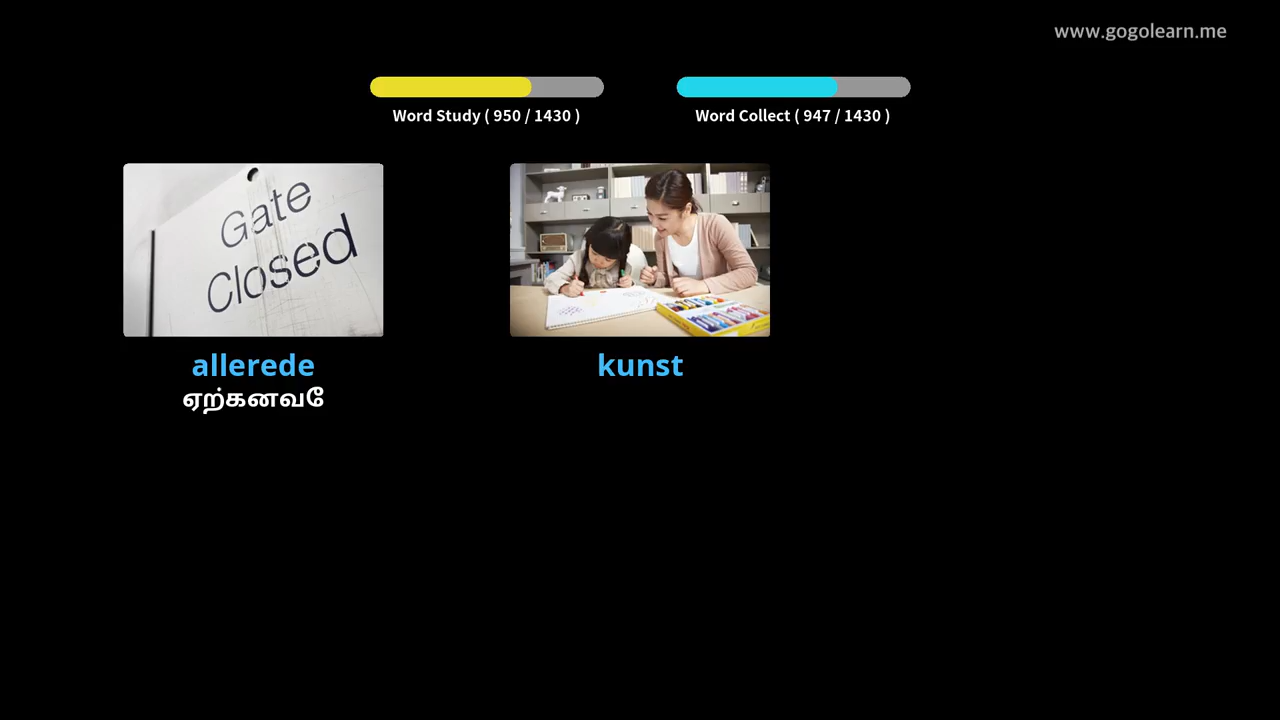 www.gogolearn.me
Word Study ( 950 / 1430 )
Word Collect ( 947 / 1430 )
Gate
Closed
allerede
ஏற்கனவே
kunst